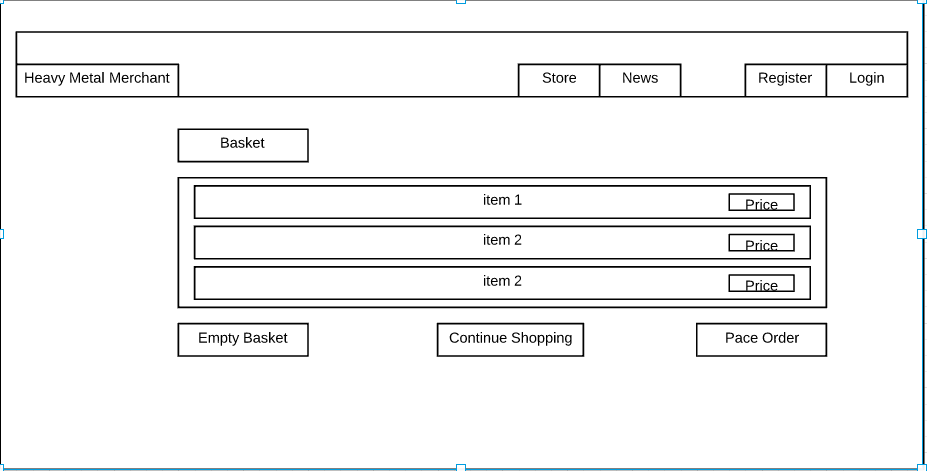 Heavy Metal Merchant Store News Register Login
Basket
item 1 Price
item 2 Price
item 2 Price
Empty Basket Continue Shopping Pace Order